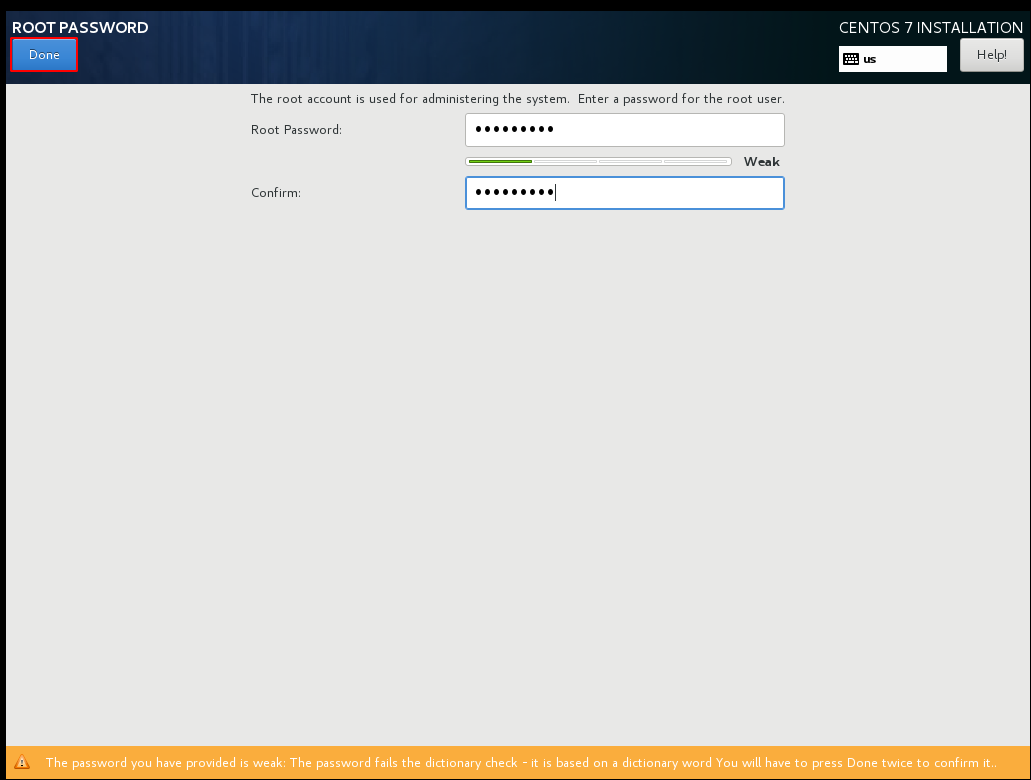 ROOT PASSWORD
CENTOS 7 INSTALLATION
Done
us
Help!
The root account is used for administering the system. Enter a password for the root user.
Root Password:
•••••••••
Weak
Confirm:
•••••••••
The password you have provided is weak: The password fails the dictionary check - it is based on a dictionary word You will have to press Done twice to confirm it..